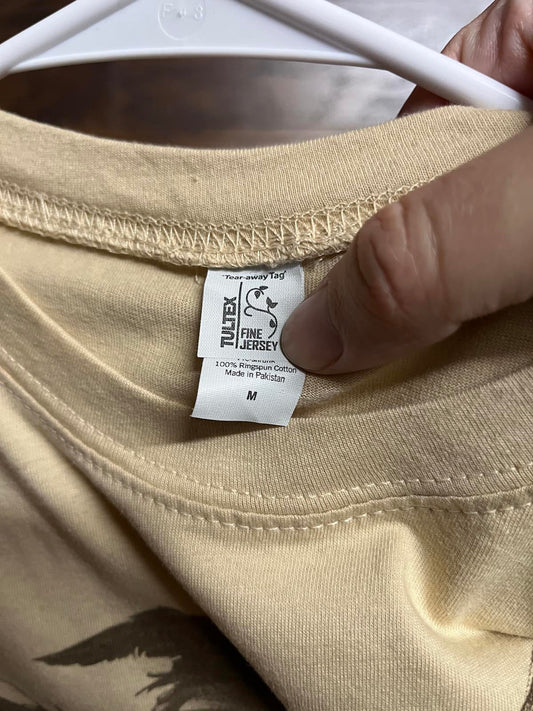 "Tear-away Tag"
TULTEX
FINE
JERSEY
100% Ringspun Cotton
Made in Pakistan
M